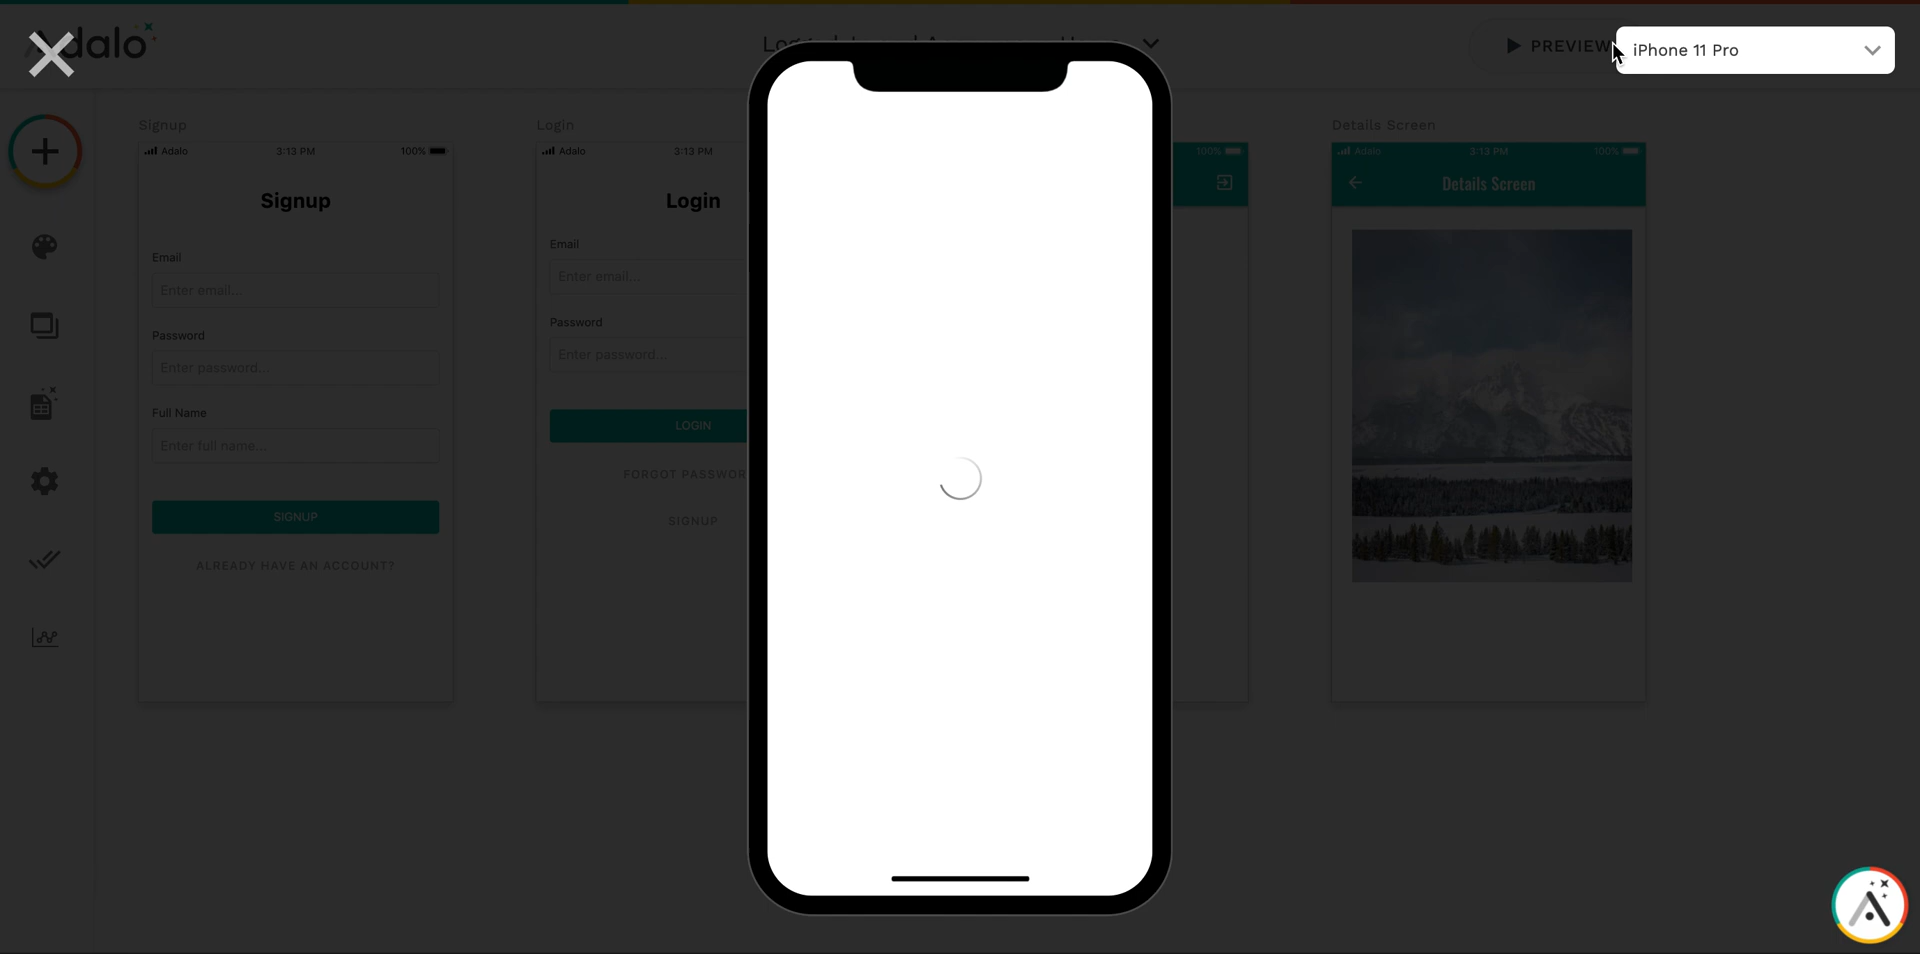 Adalo
PREVIEW
iPhone 11 Pro
Signup
Adalo
3:13 PM
100%
Signup
Email
Enter email...
Password
Enter password...
Full Name
Enter full name...
SIGNUP
ALREADY HAVE AN ACCOUNT?
Login
Adalo
3:13 PM
Login
Email
Enter email...
Password
Enter password...
LOGIN
SIGNUP
100%
Details Screen
Adalo
3:13 PM
100%
Details Screen